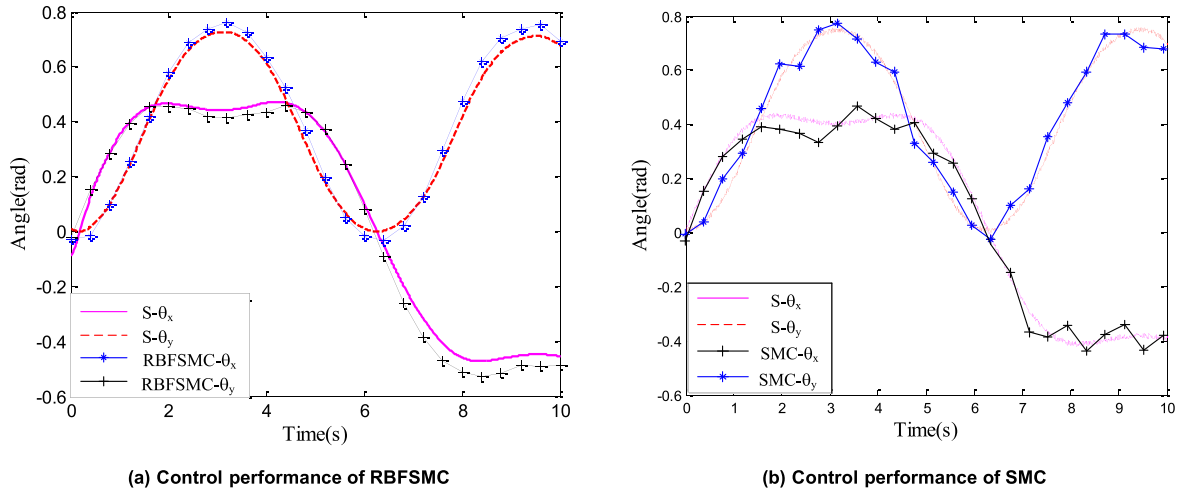 Angle(rad)
0.8
0.6
0.4
0.2
0
-0.2
-0.4
-0.6
S-θx
S-θy
RBFSMC-θx
RBFSMC-θy
0 2 4 6 8 10
Time(s)
(a) Control performance of RBFSMC
Angle(rad)
0.8
0.6
0.4
0.2
0
-0.2
-0.4
-0.6
S-θx
S-θy
SMC-θx
SMC-θy
0 1 2 3 4 5 6 7 8 9 10
Time(s)
(b) Control performance of SMC